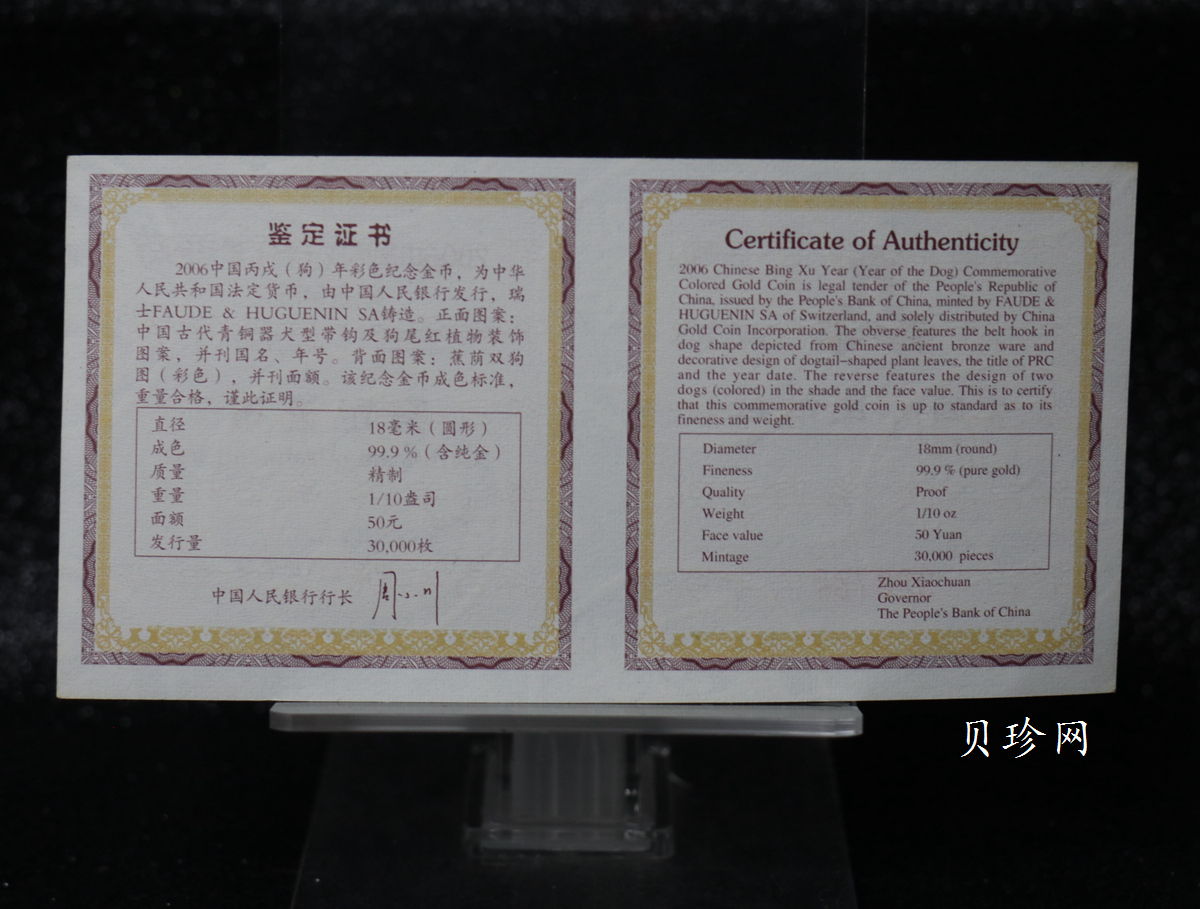 鉴定证书
2006中国丙戌（狗）年彩色纪念金币，为中华
人民共和国法定货币，由中国人民银行发行，瑞
士FAUDE & HUGUENIN SA铸造。正面图案：
中国古代青铜器犬型带钩及狗尾红植物装饰
图案，并刊国名、年号。背面图案：蕉荫双狗
图（彩色），并刊面额。该纪念金币成色标准，
重量合格，谨此证明。
直径 18毫米（圆形）
成色 99.9 %（含纯金）
质量 精制
重量 1/10盎司
面额 50元
发行量 30,000枚
中国人民银行行长 周小川
Certificate of Authenticity
2006 Chinese Bing Xu Year (Year of the Dog) Commemorative
Colored Gold Coin is legal tender of the People's Republic of
China, issued by the People's Bank of China, minted by FAUDE &
HUGUENIN SA of Switzerland, and solely distributed by China
Gold Coin Incorporation. The obverse features the belt hook in
dog shape depicted from Chinese ancient bronze ware and
decorative design of dogtail-shaped plant leaves, the title of PRC
and the year date. The reverse features the design of two
dogs (colored) in the shade and the face value. This is to certify
that this commemorative gold coin is up to standard as to its
fineness and weight.
Diameter 18mm (round)
Fineness 99.9 % (pure gold)
Quality Proof
Weight 1/10 oz
Face value 50 Yuan
Mintage 30,000 pieces
Zhou Xiaochuan
Governor
The People's Bank of China
贝珍网